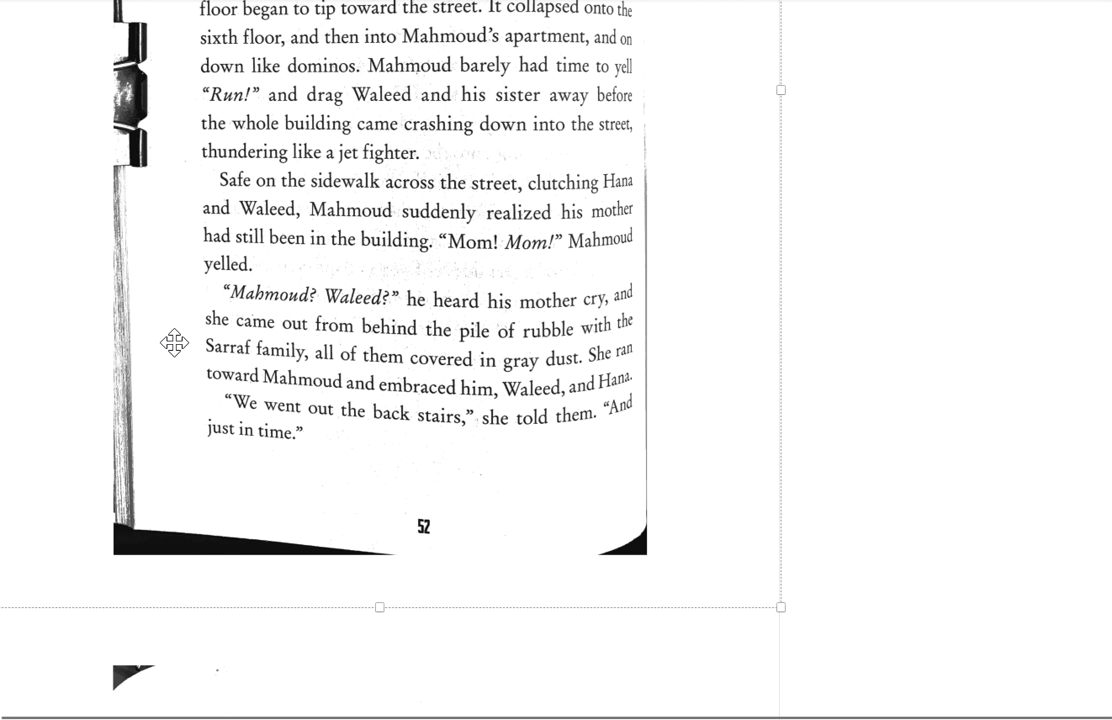 floor began to tip toward the street. It collapsed onto the
sixth floor, and then into Mahmoud's apartment, and on
down like dominos. Mahmoud barely had time to yell
“Run!” and drag Waleed and his sister away before
the whole building came crashing down into the street,
thundering like a jet fighter.
Safe on the sidewalk across the street, clutching Hana
and Waleed, Mahmoud suddenly realized his mother
had still been in the building. “Mom! Mom!” Mahmoud
yelled.
“Mahmoud? Waleed?” he heard his mother cry, and
she came out from behind the pile of rubble with the
Sarraf family, all of them covered in gray dust. She ran
toward Mahmoud and embraced him, Waleed, and Hana.
“We went out the back stairs,” she told them. “And
just in time.”
52